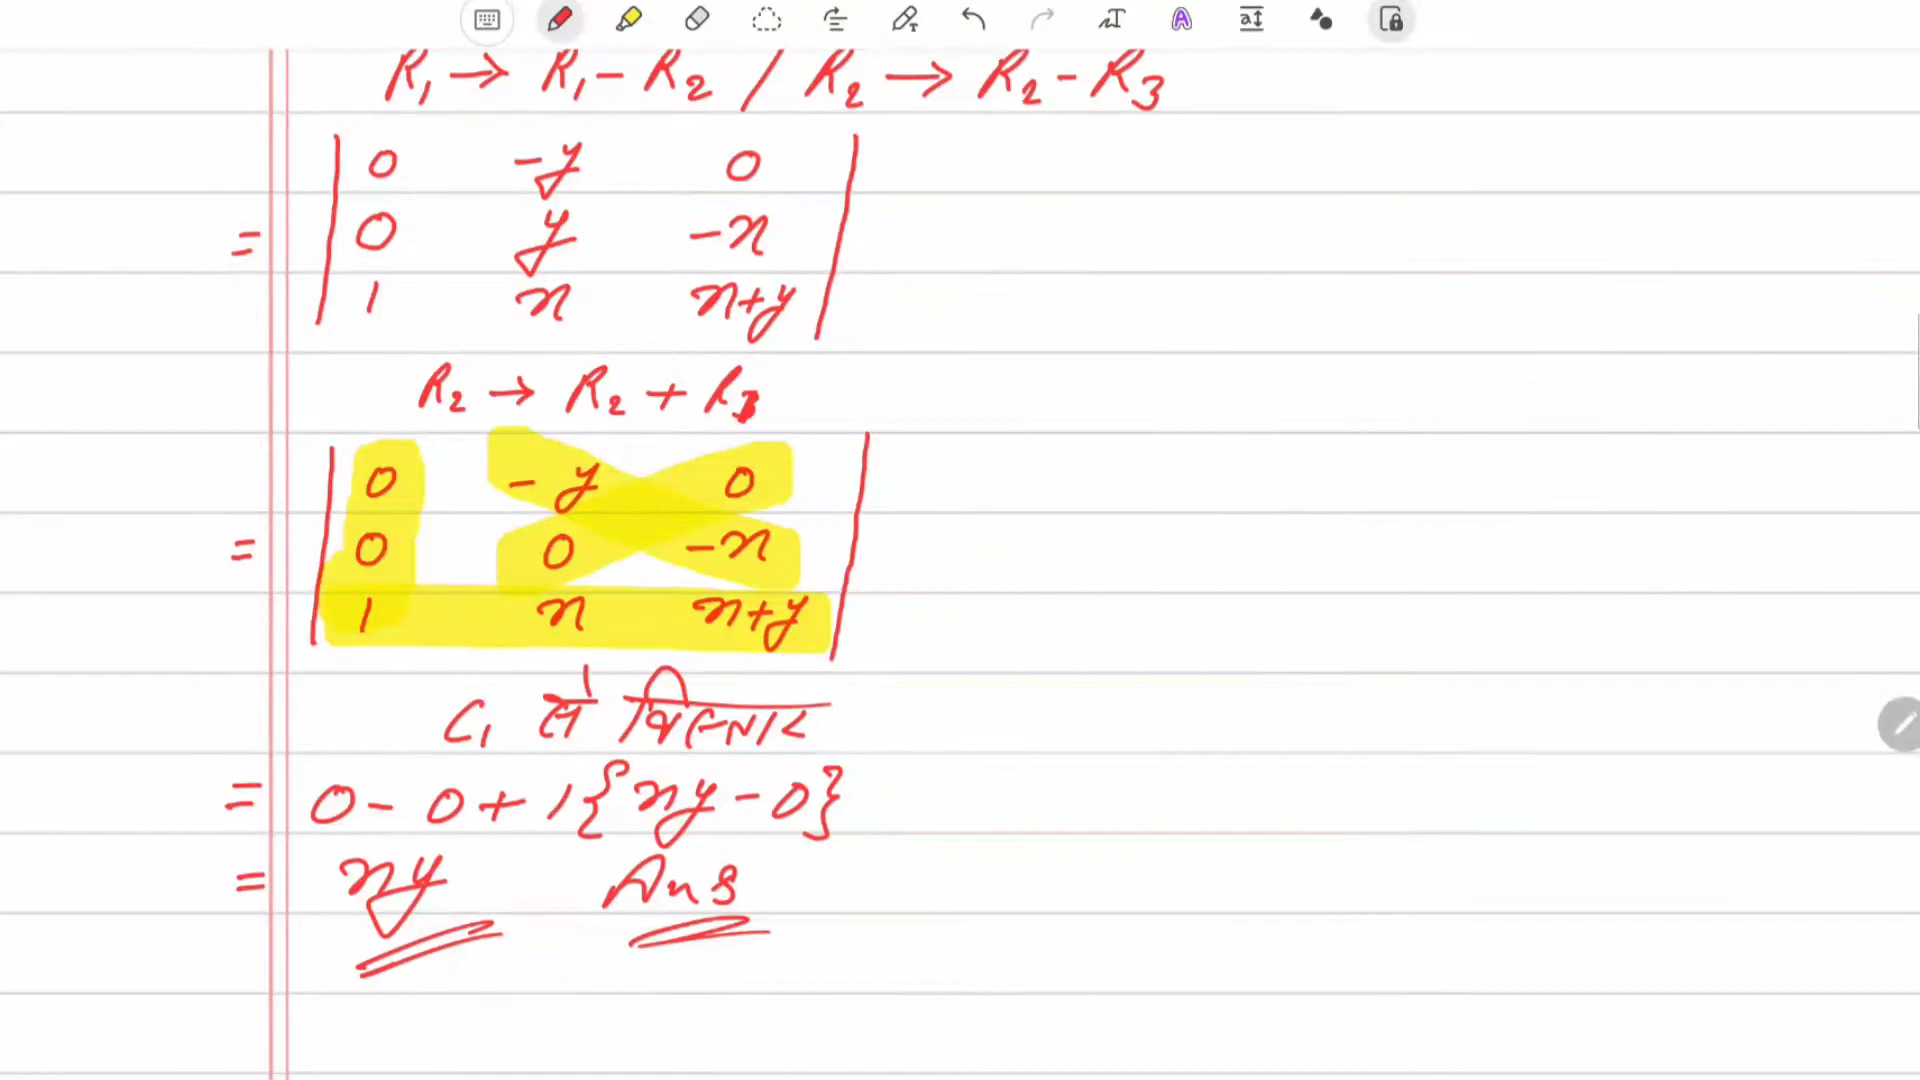 R₁ → R₁ - R₂ / R₂ → R₂ - R₃
0 -y 0
= 0 y -x
1 x x+y
R₂ → R₂ + R₃
0 -y 0
= 0 0 -x
1 x x+y
C₁ से
= 0 - 0 + 1{xy - 0}
= xy Ans